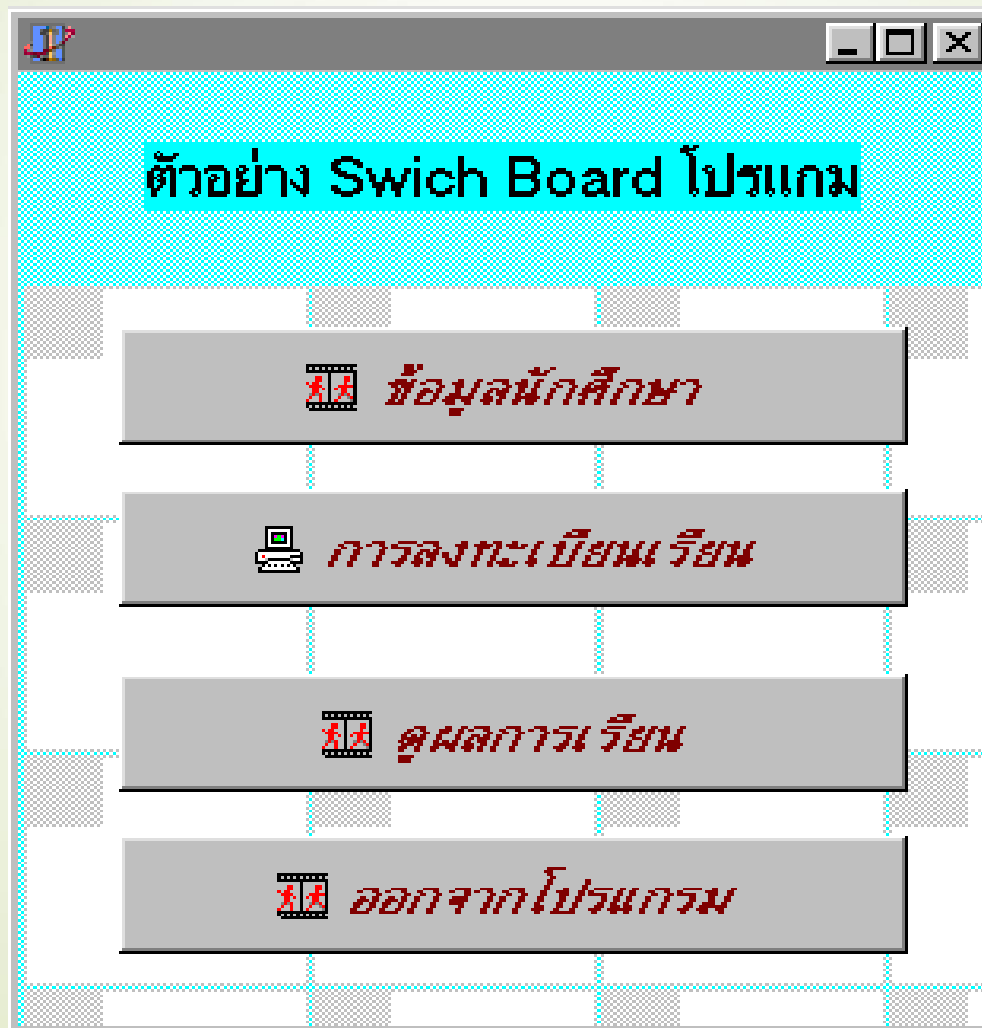 ตัวอย่าง Swich Board โปรแกม
ข้อมูลนักศึกษา
การลงทะเบียนเรียน
ดูผลการเรียน
ออกจากโปรแกรม